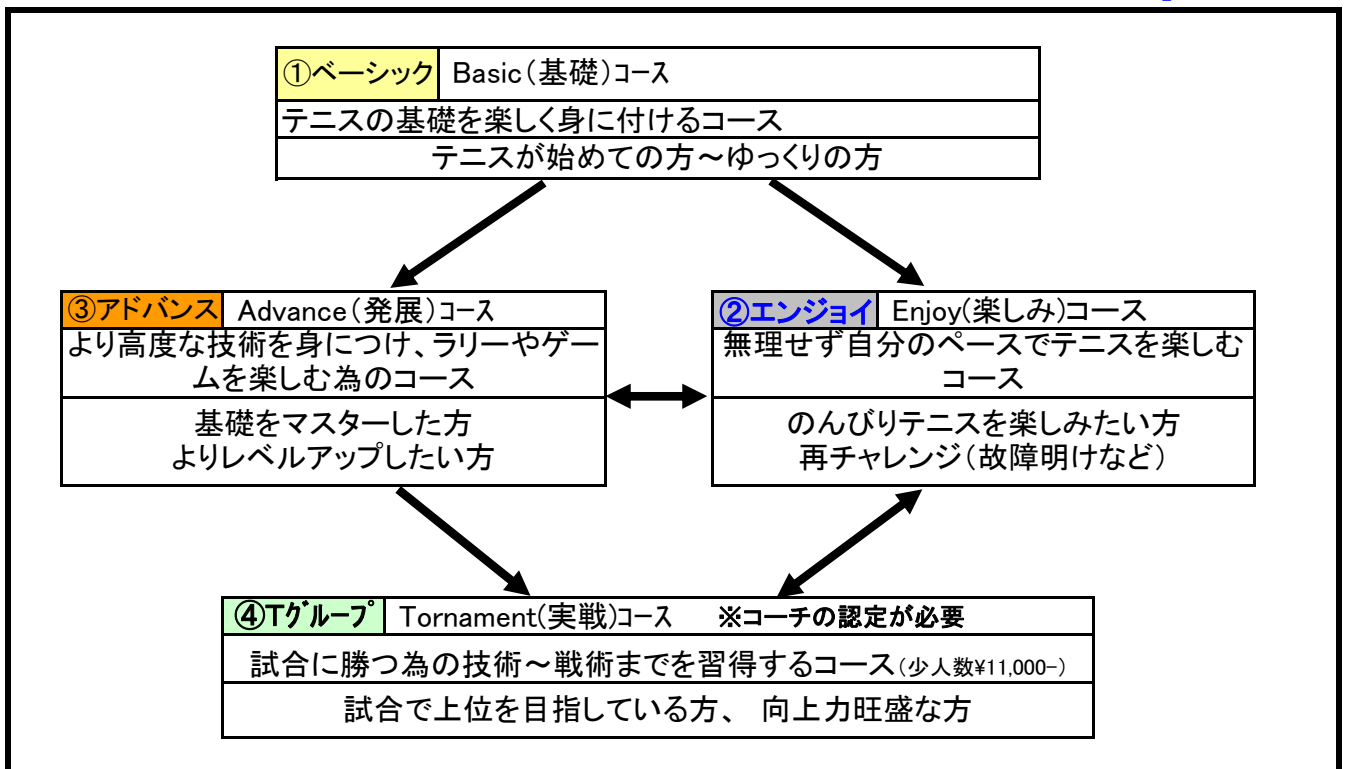 ①ベーシック Basic(基礎)ｺｰｽ
テニスの基礎を楽しく身に付けるコース
テニスが始めての方～ゆっくりの方
③アドバンス Advance(発展)ｺｰｽ
より高度な技術を身につけ、ラリーやゲー
ムを楽しむ為のコース
基礎をマスターした方
よりレベルアップしたい方
②エンジョイ Enjoy(楽しみ)コース
無理せず自分のペースでテニスを楽しむ
コース
のんびりテニスを楽しみたい方
再チャレンジ(故障明けなど)
④Tｸﾞﾙｰﾌﾟ Tornament(実戦)ｺｰｽ ※コーチの認定が必要
試合に勝つ為の技術～戦術までを習得するコース(少人数¥11,000-)
試合で上位を目指している方、 向上力旺盛な方